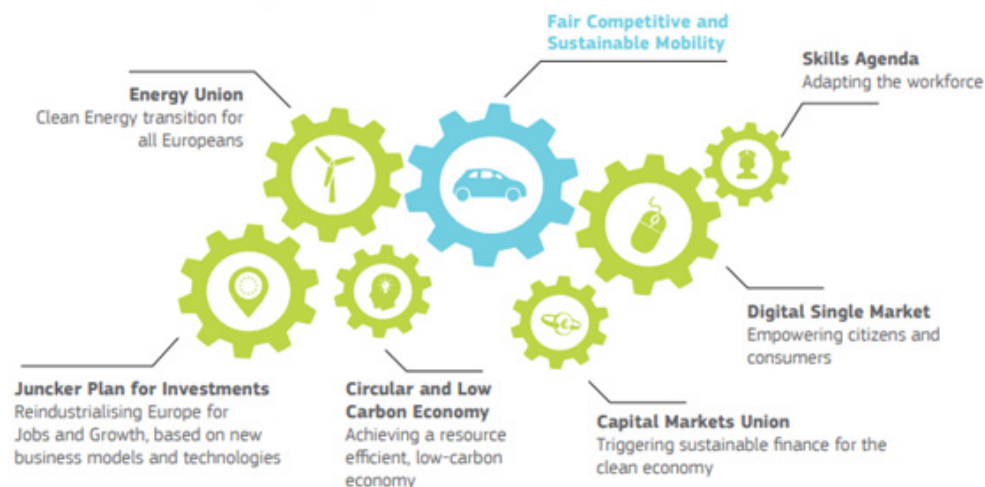 Fair Competitive and
Sustainable Mobility
Skills Agenda
Adapting the workforce
Energy Union
Clean Energy transition for
all Europeans
Digital Single Market
Empowering citizens and
consumers
Juncker Plan for Investments
Reindustrialising Europe for
Jobs and Growth, based on new
business models and technologies
Circular and Low
Carbon Economy
Achieving a resource
efficient, low-carbon
economy
Capital Markets Union
Triggering sustainable finance for the
clean economy